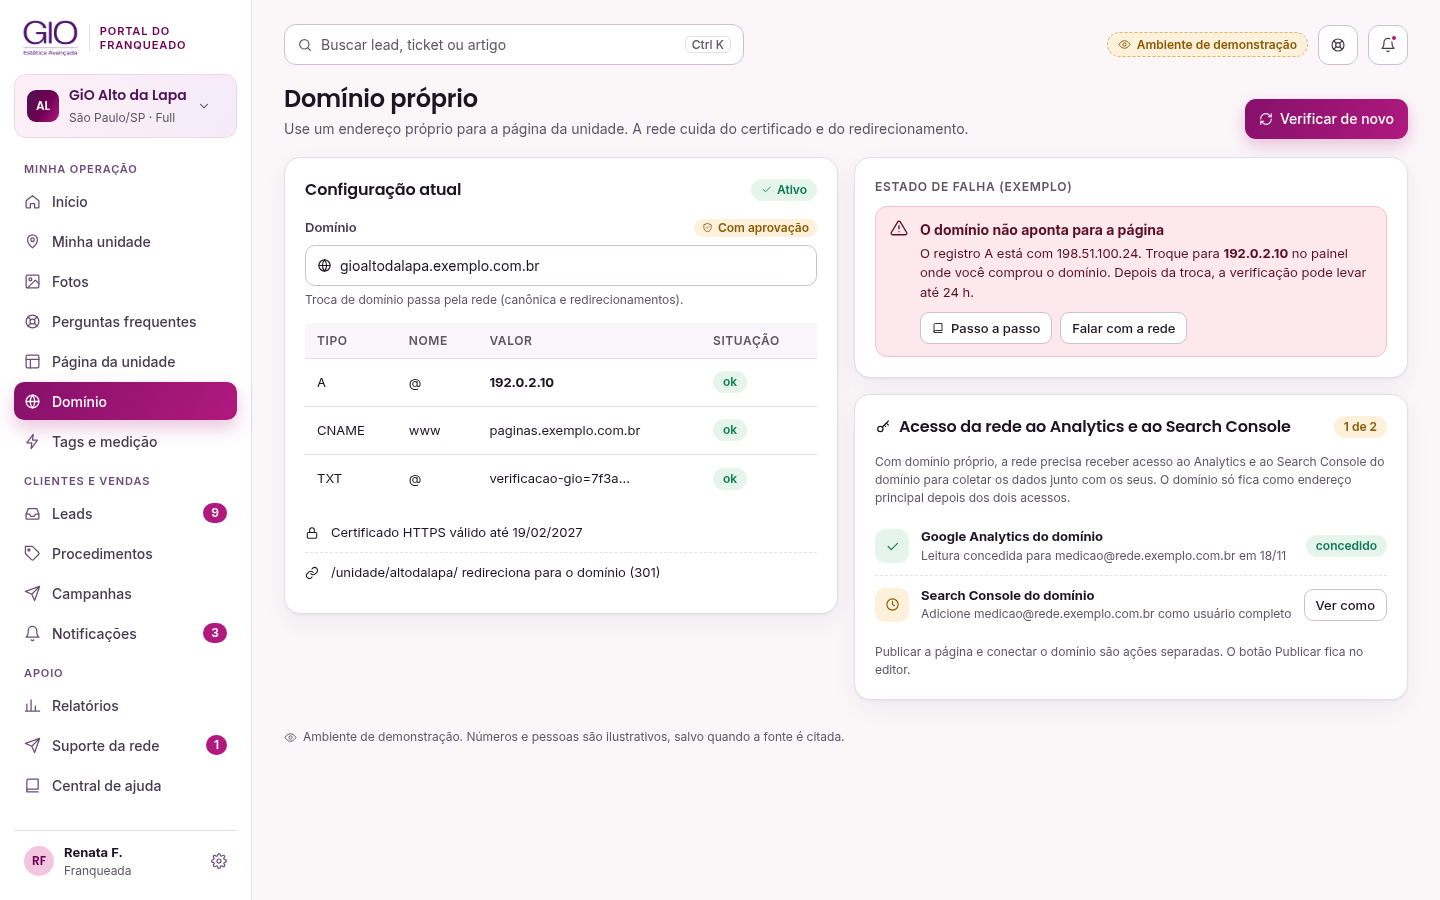 GIO
Estética Avançada
PORTAL DO
FRANQUEADO
AL
GiO Alto da Lapa
São Paulo/SP · Full
MINHA OPERAÇÃO
Início
Minha unidade
Fotos
Perguntas frequentes
Página da unidade
Domínio
Tags e medição
CLIENTES E VENDAS
Leads 9
Procedimentos
Campanhas
Notificações 3
APOIO
Relatórios
Suporte da rede 1
Central de ajuda
RF
Renata F.
Franqueada
Buscar lead, ticket ou artigo Ctrl K
Ambiente de demonstração
Domínio próprio
Use um endereço próprio para a página da unidade. A rede cuida do certificado e do redirecionamento.
Verificar de novo
Configuração atual Ativo
Domínio Com aprovação
gioaltodalapa.exemplo.com.br
Troca de domínio passa pela rede (canônica e redirecionamentos).
TIPO NOME VALOR SITUAÇÃO
A @ 192.0.2.10 ok
CNAME www paginas.exemplo.com.br ok
TXT @ verificacao-gio=7f3a... ok
Certificado HTTPS válido até 19/02/2027
/unidade/altodalapa/ redireciona para o domínio (301)
ESTADO DE FALHA (EXEMPLO)
O domínio não aponta para a página
O registro A está com 198.51.100.24. Troque para 192.0.2.10 no painel
onde você comprou o domínio. Depois da troca, a verificação pode levar
até 24 h.
Passo a passo Falar com a rede
Acesso da rede ao Analytics e ao Search Console 1 de 2
Com domínio próprio, a rede precisa receber acesso ao Analytics e ao Search Console do
domínio para coletar os dados junto com os seus. O domínio só fica como endereço
principal depois dos dois acessos.
Google Analytics do domínio
Leitura concedida para medicao@rede.exemplo.com.br em 18/11
concedido
Search Console do domínio
Adicione medicao@rede.exemplo.com.br como usuário completo
Ver como
Publicar a página e conectar o domínio são ações separadas. O botão Publicar fica no
editor.
Ambiente de demonstração. Números e pessoas são ilustrativos, salvo quando a fonte é citada.